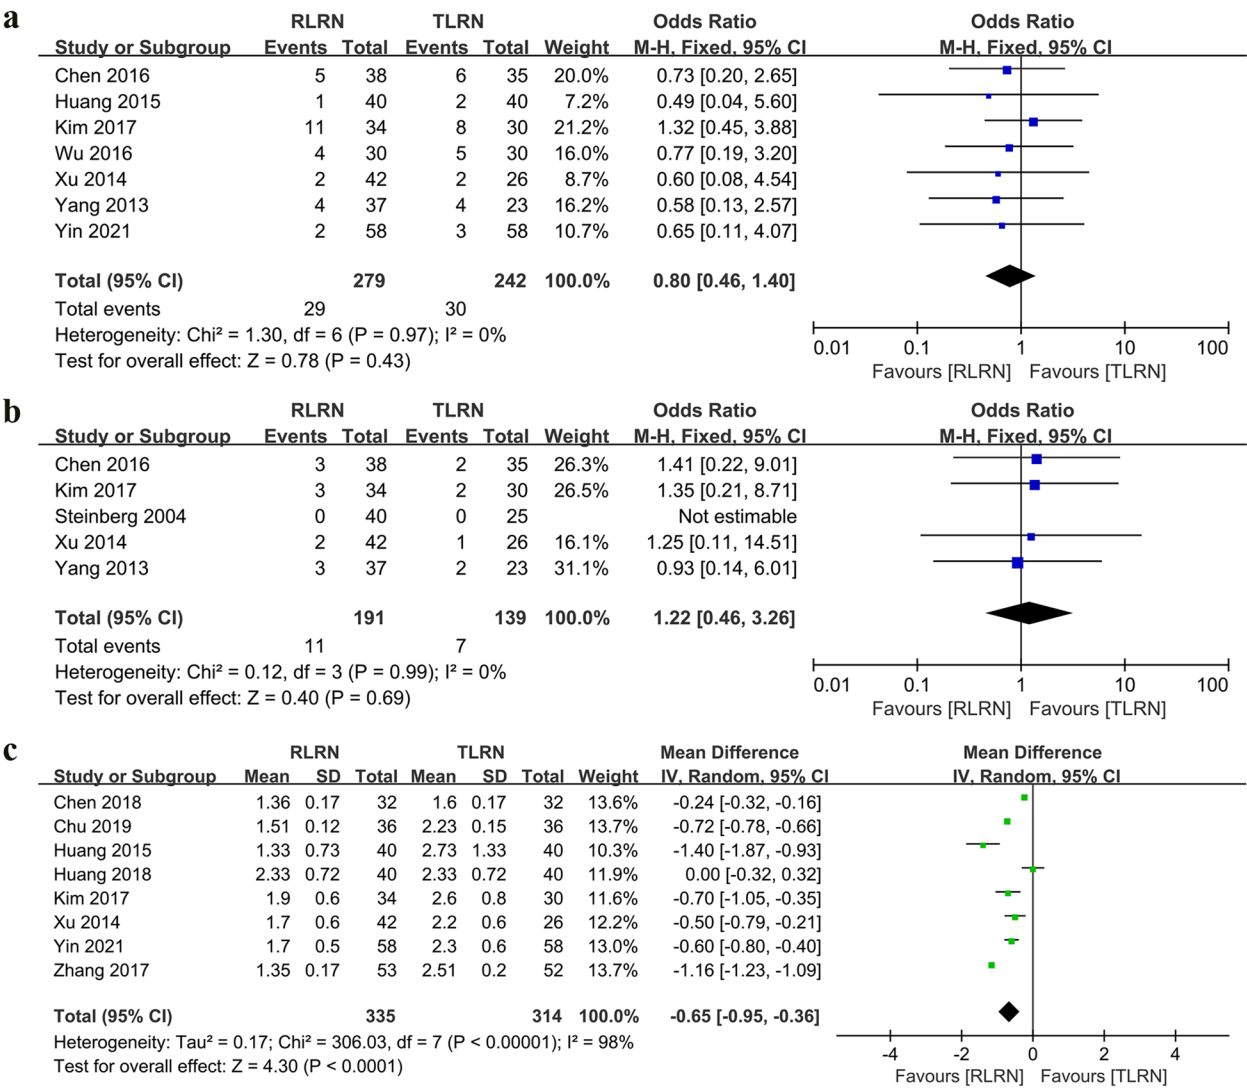 a
RLRN TLRN Odds Ratio Odds Ratio
Study or Subgroup Events Total Events Total Weight M-H, Fixed, 95% CI M-H, Fixed, 95% CI
Chen 2016 5 38 6 35 20.0% 0.73 [0.20, 2.65]
Huang 2015 1 40 2 40 7.2% 0.49 [0.04, 5.60]
Kim 2017 11 34 8 30 21.2% 1.32 [0.45, 3.88]
Wu 2016 4 30 5 30 16.0% 0.77 [0.19, 3.20]
Xu 2014 2 42 2 26 8.7% 0.60 [0.08, 4.54]
Yang 2013 4 37 4 23 16.2% 0.58 [0.13, 2.57]
Yin 2021 2 58 3 58 10.7% 0.65 [0.11, 4.07]
Total (95% CI) 279 242 100.0% 0.80 [0.46, 1.40]
Total events 29 30
Heterogeneity: Chi² = 1.30, df = 6 (P = 0.97); I² = 0%
Test for overall effect: Z = 0.78 (P = 0.43)
0.01 0.1 1 10 100
Favours [RLRN] Favours [TLRN]
b
RLRN TLRN Odds Ratio Odds Ratio
Study or Subgroup Events Total Events Total Weight M-H, Fixed, 95% CI M-H, Fixed, 95% CI
Chen 2016 3 38 2 35 26.3% 1.41 [0.22, 9.01]
Kim 2017 3 34 2 30 26.5% 1.35 [0.21, 8.71]
Steinberg 2004 0 40 0 25 Not estimable
Xu 2014 2 42 1 26 16.1% 1.25 [0.11, 14.51]
Yang 2013 3 37 2 23 31.1% 0.93 [0.14, 6.01]
Total (95% CI) 191 139 100.0% 1.22 [0.46, 3.26]
Total events 11 7
Heterogeneity: Chi² = 0.12, df = 3 (P = 0.99); I² = 0%
Test for overall effect: Z = 0.40 (P = 0.69)
0.01 0.1 1 10 100
Favours [RLRN] Favours [TLRN]
c
RLRN TLRN Mean Difference Mean Difference
Study or Subgroup Mean SD Total Mean SD Total Weight IV, Random, 95% CI IV, Random, 95% CI
Chen 2018 1.36 0.17 32 1.6 0.17 32 13.6% -0.24 [-0.32, -0.16]
Chu 2019 1.51 0.12 36 2.23 0.15 36 13.7% -0.72 [-0.78, -0.66]
Huang 2015 1.33 0.73 40 2.73 1.33 40 10.3% -1.40 [-1.87, -0.93]
Huang 2018 2.33 0.72 40 2.33 0.72 40 11.9% 0.00 [-0.32, 0.32]
Kim 2017 1.9 0.6 34 2.6 0.8 30 11.6% -0.70 [-1.05, -0.35]
Xu 2014 1.7 0.6 42 2.2 0.6 26 12.2% -0.50 [-0.79, -0.21]
Yin 2021 1.7 0.5 58 2.3 0.6 58 13.0% -0.60 [-0.80, -0.40]
Zhang 2017 1.35 0.17 53 2.51 0.2 52 13.7% -1.16 [-1.23, -1.09]
Total (95% CI) 335 314 100.0% -0.65 [-0.95, -0.36]
Heterogeneity: Tau² = 0.17; Chi² = 306.03, df = 7 (P < 0.00001); I² = 98%
Test for overall effect: Z = 4.30 (P < 0.0001)
-4 -2 0 2 4
Favours [RLRN] Favours [TLRN]